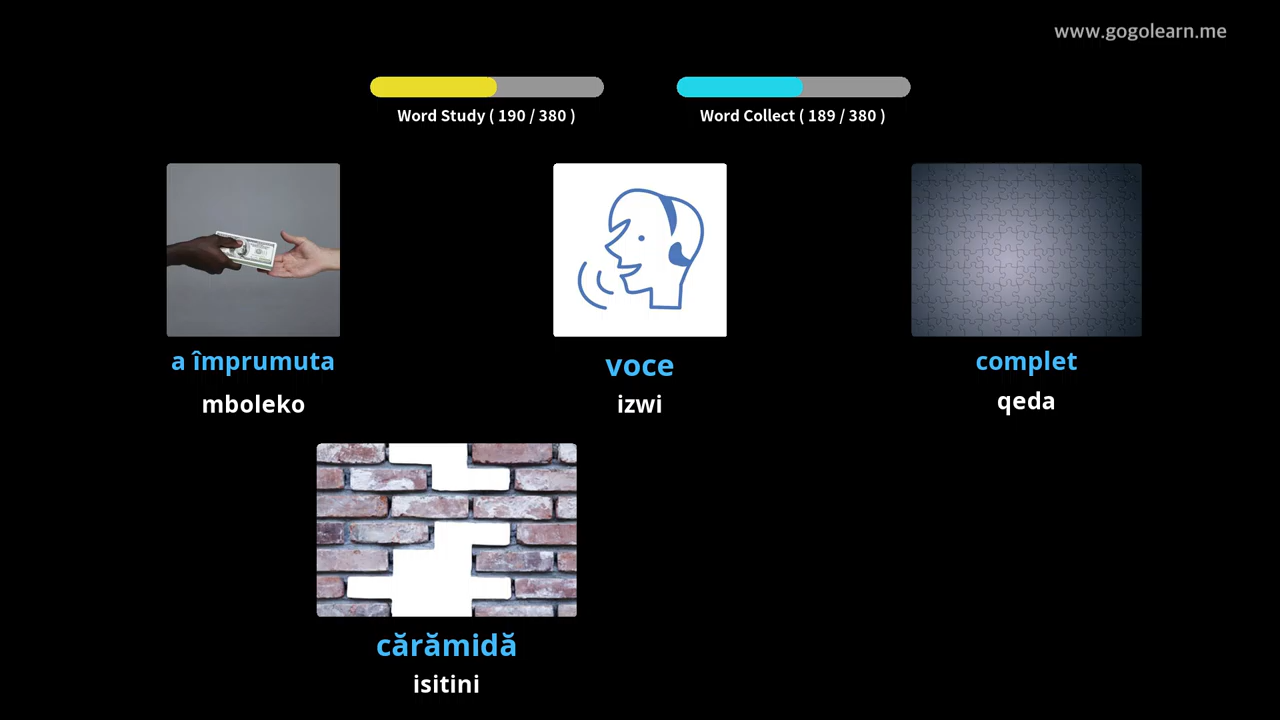 www.gogolearn.me
Word Study ( 190 / 380 )
Word Collect ( 189 / 380 )
a împrumuta
mboleko
voce
izwi
complet
qeda
cărămidă
isitini